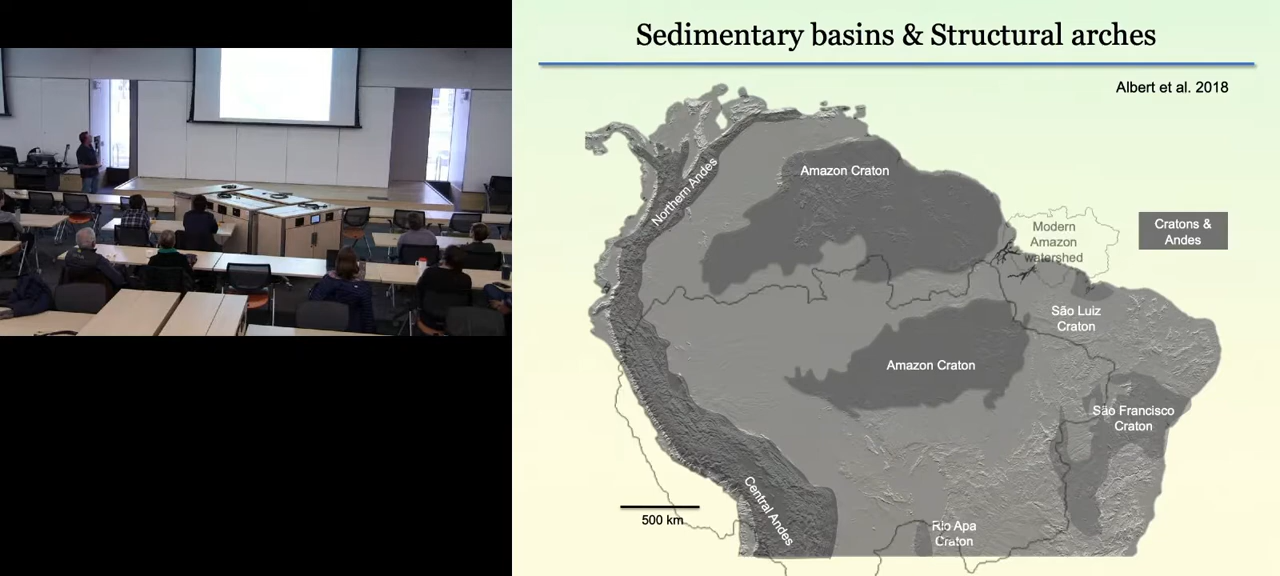 Sedimentary basins & Structural arches
Albert et al. 2018
Amazon Craton
Northern Andes
Cratons &
Andes
Modern
Amazon
watershed
São Luiz
Craton
Amazon Craton
São Francisco
Craton
Central Andes
500 km
Rio Apa
Craton